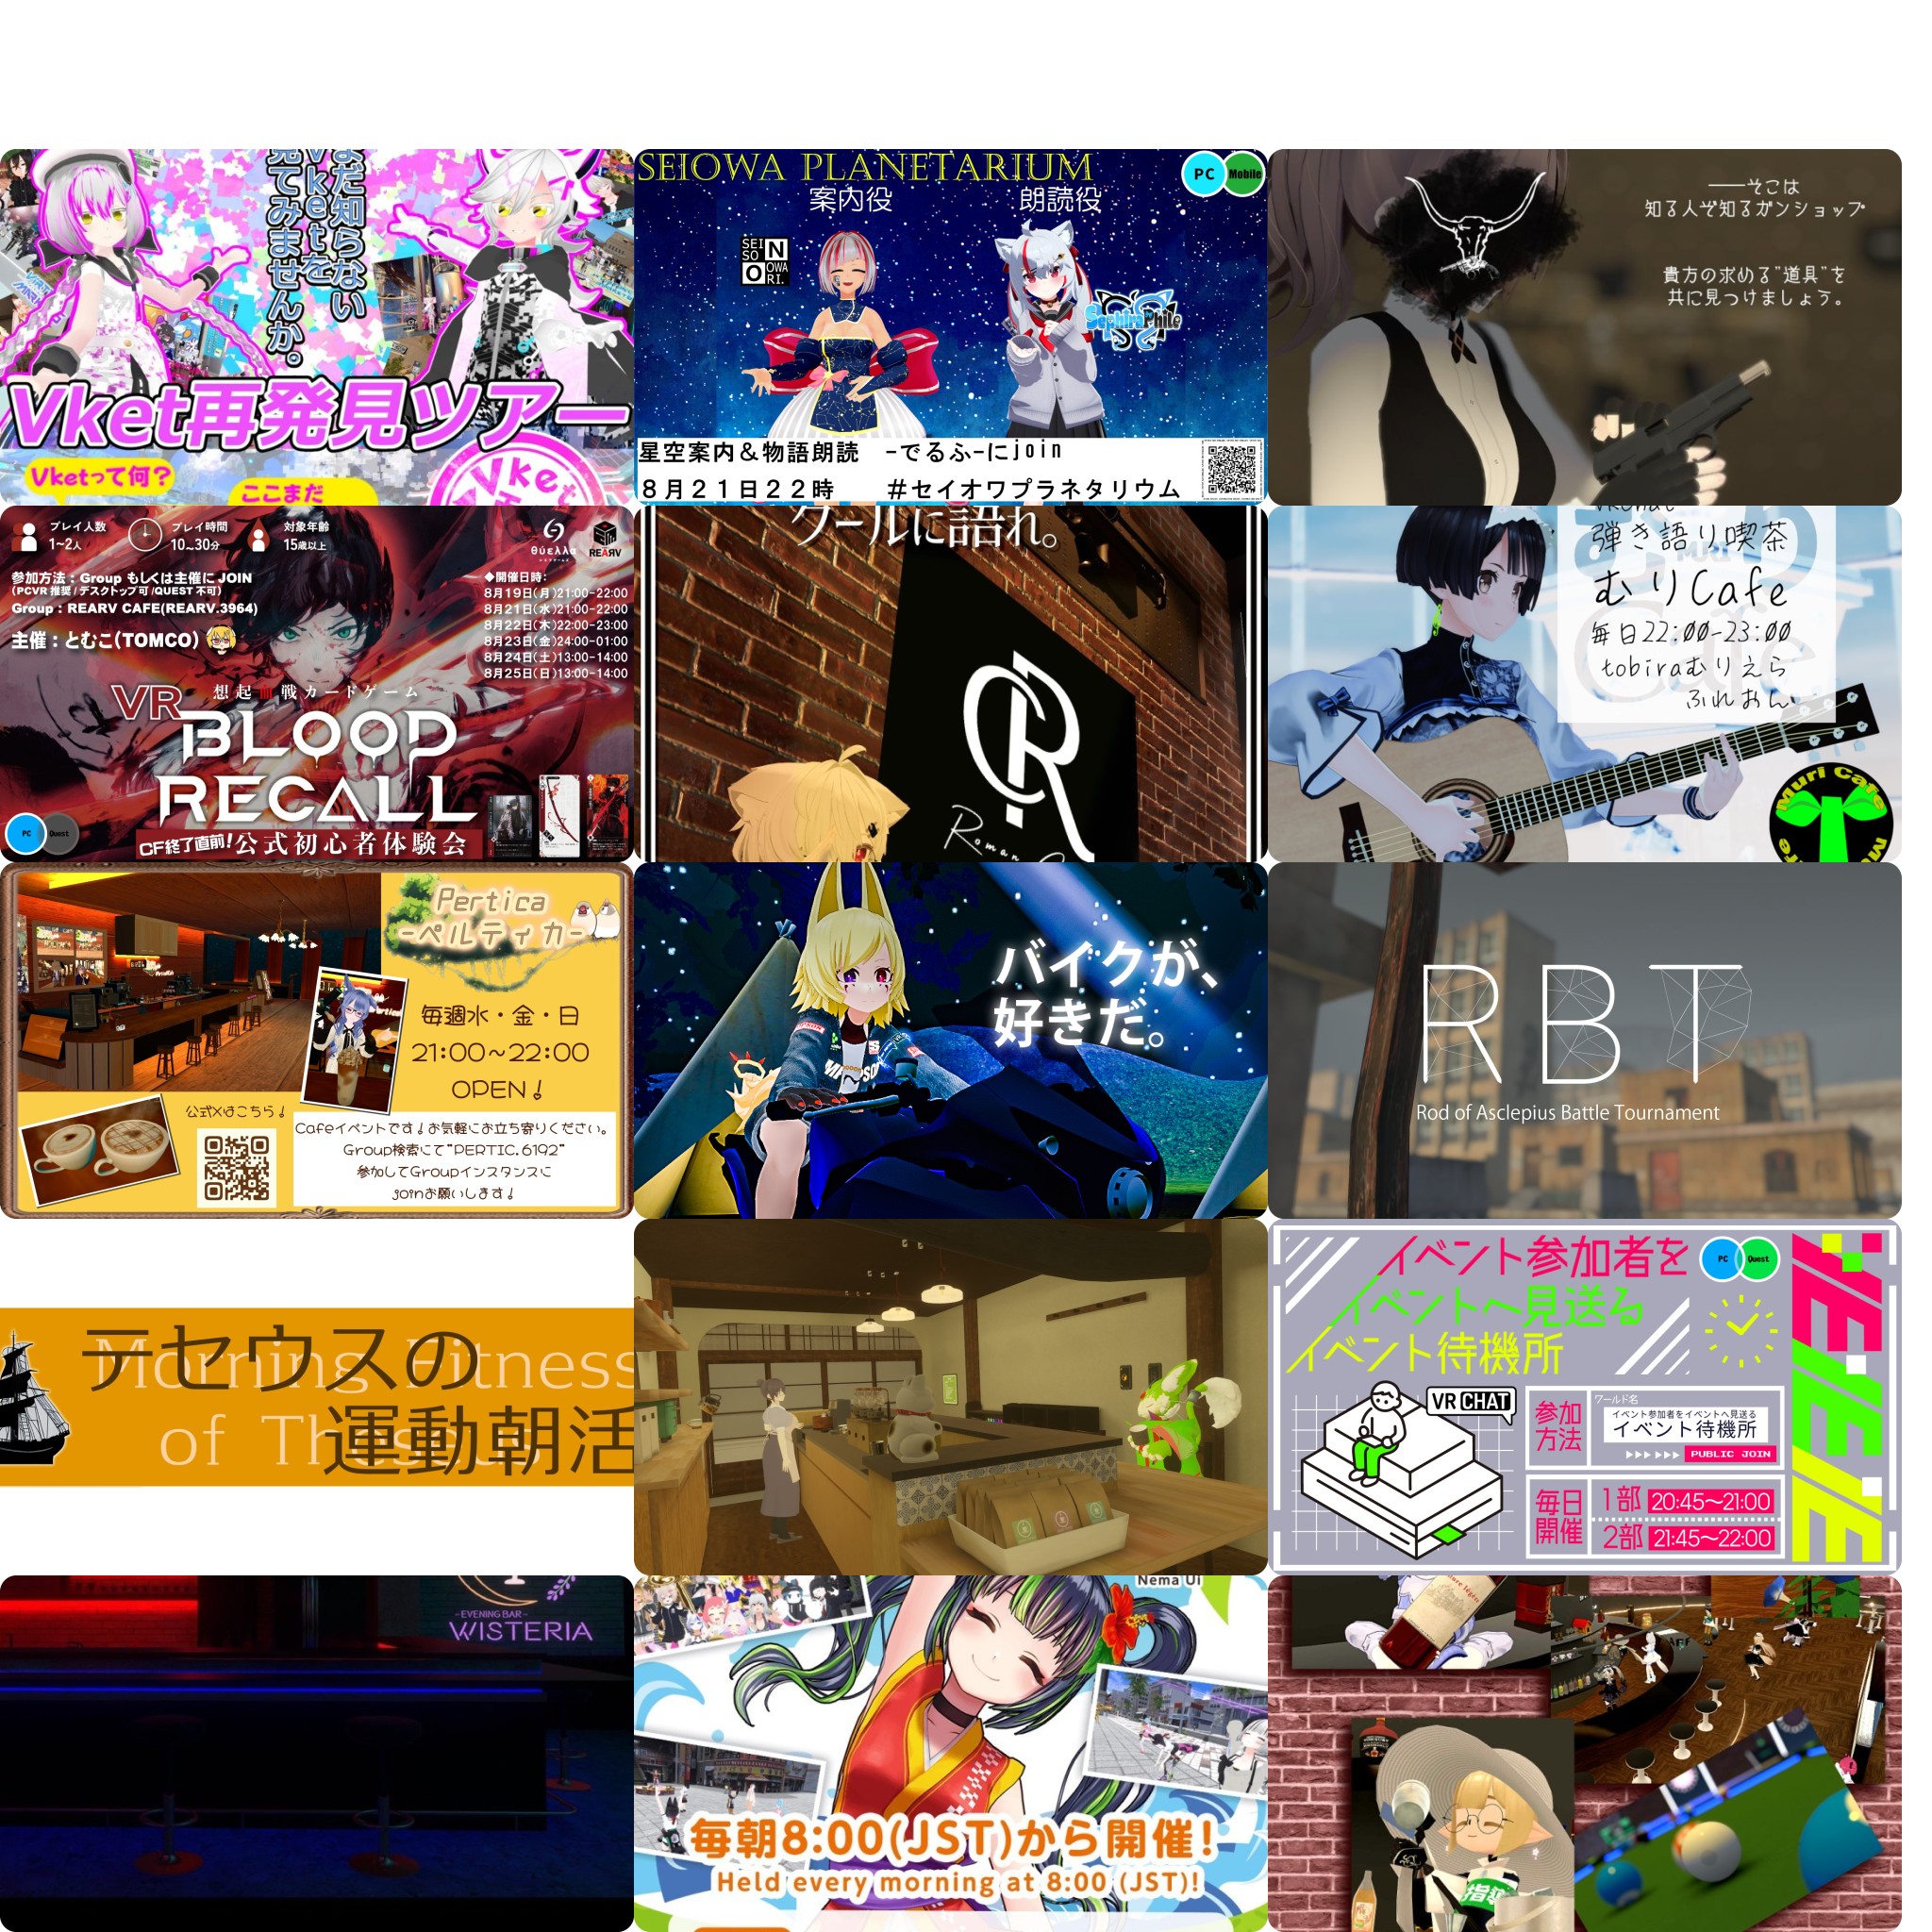 まだ知らない
Vketを
見てみませんか。
Vket再発見ツアー
Vketって何?
ここまだ
Vket
SEIOWA PLANETARIUM
PC
Mobile
案内役
朗読役
SEI
SO
N
O
OWA
RI.
SephiraPhile
星空案内&物語朗読 -でるふ-にjoin
8月21日22時 #セイオワプラネタリウム
――そこは
知る人ぞ知るガンショップ
貴方の求める"道具"を
共に見つけましょう。
プレイ人数
1~2人
プレイ時間
10~30分
対象年齢
15歳以上
θύελλα
REARV
参加方法:Group もしくは主催に JOIN
(PCVR 推奨/デスクトップ可/QUEST 不可)
Group:REARV CAFE(REARV.3964)
主催:とむこ(TOMCO)
◆開催日時:
8月19日(月)21:00-22:00
8月21日(水)21:00-22:00
8月22日(木)22:00-23:00
8月23日(金)24:00-01:00
8月24日(土)13:00-14:00
8月25日(日)13:00-14:00
想起血戦カードゲーム
VR
BLOOD
RECALL
PC
Quest
CF終了直前!公式初心者体験会
クールに語れ。
R
Roman
弾き語り喫茶
むりCafe
毎日22:00-23:00
tobiraむりえら
ふれおん
Muri Cafe
Pertica
-ペルティカ-
毎週水・金・日
21:00~22:00
OPEN!
公式Xはこちら!
Cafeイベントです!お気軽にお立ち寄りください。
Group検索にて"PERTIC.6192"
参加してGroupインスタンスに
joinお願いします!
バイクが、
好きだ。
RBT
Rod of Asclepius Battle Tournament
テセウスの
Morning Fitness
of Theseus
運動朝活
イベント参加者を
イベントへ見送る
イベント待機所
PC
Quest
VRCHAT
参加
方法
ワールド名
イベント参加者をイベントへ見送る
イベント待機所
PUBLIC JOIN
毎日
開催
1部 20:45~21:00
2部 21:45~22:00
-EVENING BAR-
WISTERIA
Nema Ui
毎朝8:00(JST)から開催!
Held every morning at 8:00 (JST)!
指導